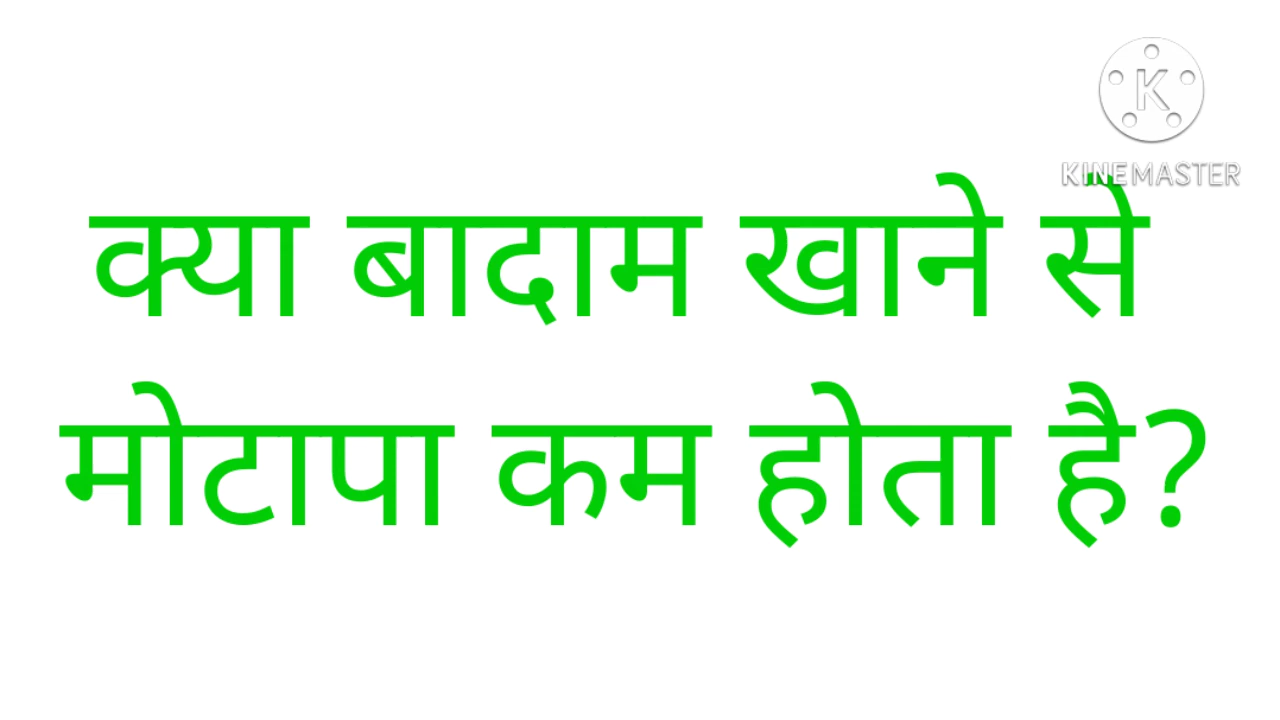 K
KINEMASTER
क्या बादाम खाने से
मोटापा कम होता है?